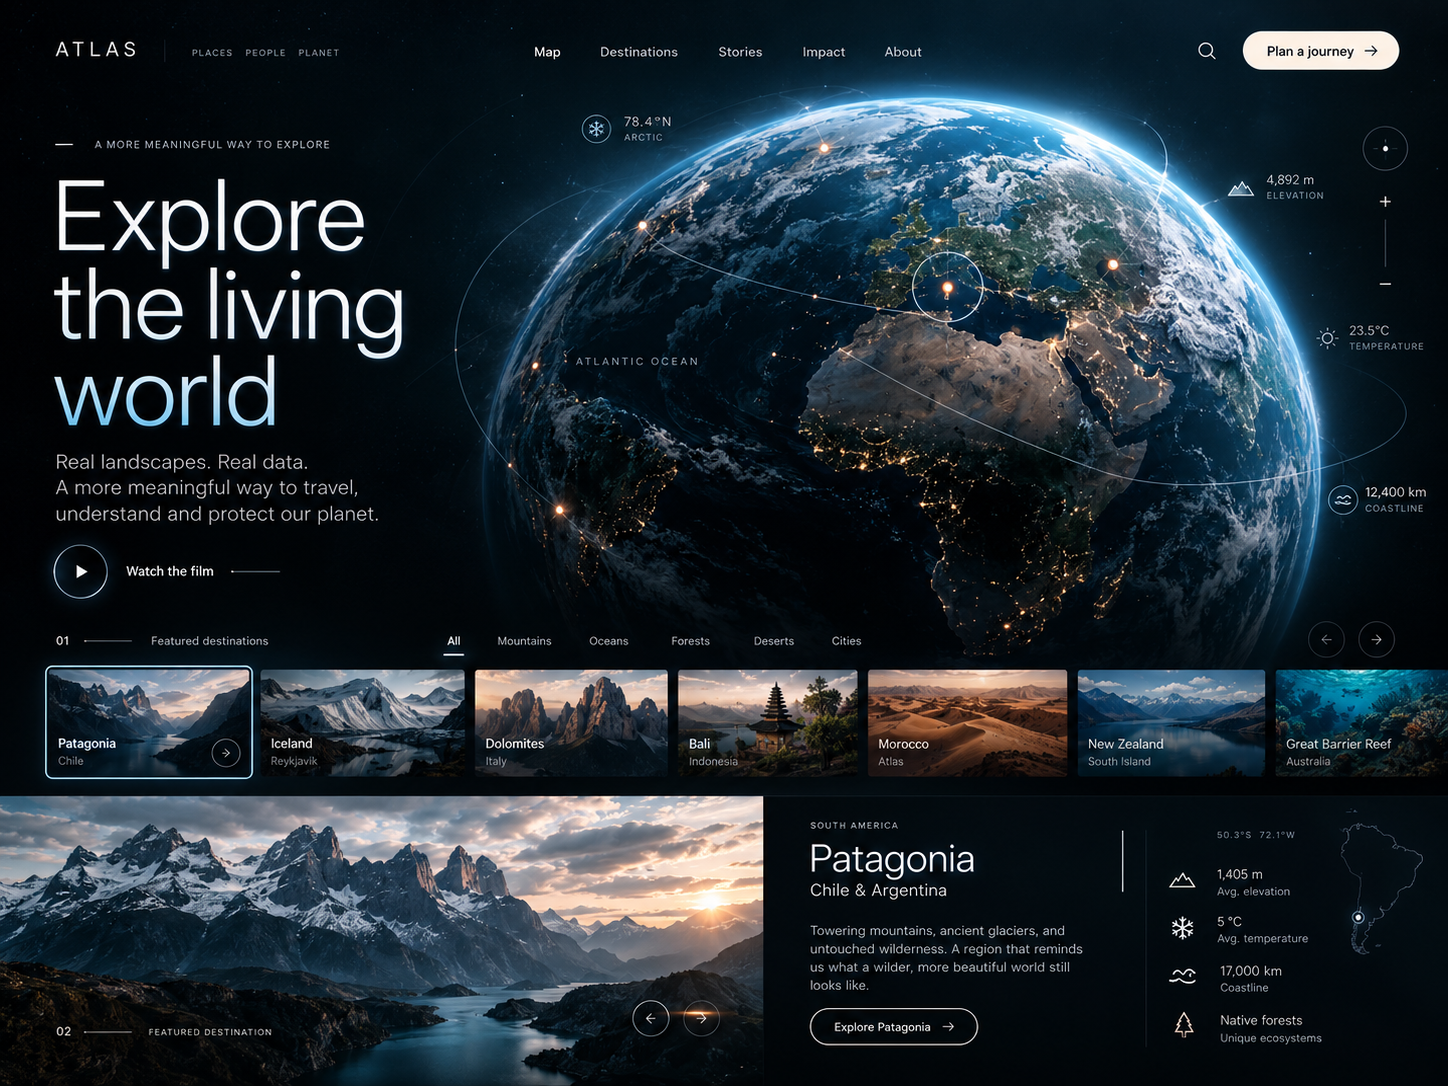 ATLAS
PLACES PEOPLE PLANET
Map
Destinations
Stories
Impact
About
Plan a journey
A MORE MEANINGFUL WAY TO EXPLORE
Explore
the living
world
Real landscapes. Real data.
A more meaningful way to travel,
understand and protect our planet.
Watch the film
78.4°N
ARCTIC
4,892 m
ELEVATION
ATLANTIC OCEAN
23.5°C
TEMPERATURE
12,400 km
COASTLINE
01
Featured destinations
All
Mountains
Oceans
Forests
Deserts
Cities
Patagonia
Chile
Iceland
Reykjavik
Dolomites
Italy
Bali
Indonesia
Morocco
Atlas
New Zealand
South Island
Great Barrier Reef
Australia
02
FEATURED DESTINATION
SOUTH AMERICA
Patagonia
Chile & Argentina
Towering mountains, ancient glaciers, and
untouched wilderness. A region that reminds
us what a wilder, more beautiful world still
looks like.
Explore Patagonia
50.3°S 72.1°W
1,405 m
Avg. elevation
5 °C
Avg. temperature
17,000 km
Coastline
Native forests
Unique ecosystems